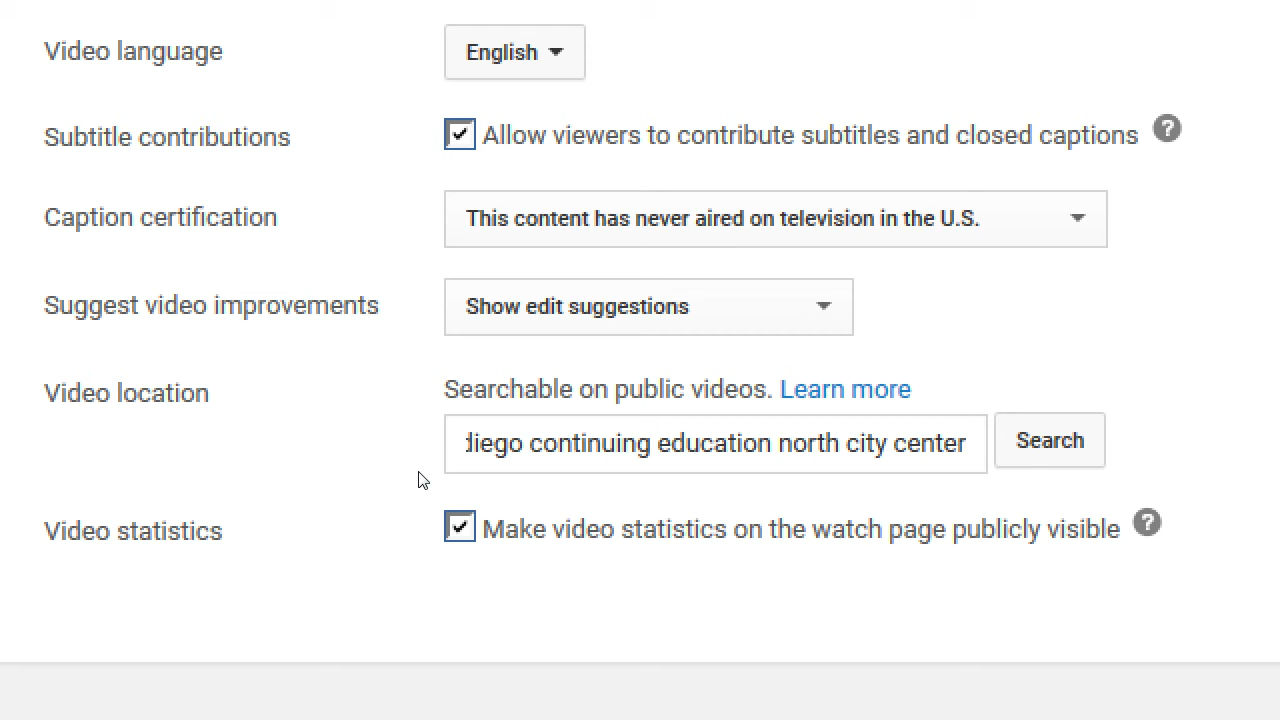 Video language English
Subtitle contributions Allow viewers to contribute subtitles and closed captions ?
Caption certification This content has never aired on television in the U.S.
Suggest video improvements Show edit suggestions
Searchable on public videos. Learn more
Video location
continuing education north city center Search
Video statistics Make video statistics on the watch page publicly visible ?